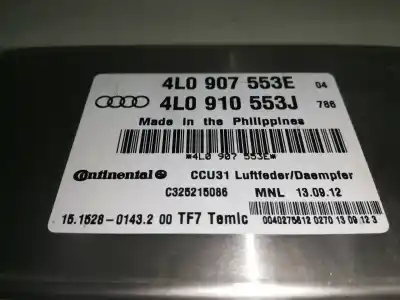 4L0 907 553E 04
4L0 910 553J 786
Made in the Philippines
*4L0 907 553E*
Continental CCU31 Luftfeder/Daempfer
C325215086 MNL 13.09.12
15.1528-0143.2 00 TF7 Temic 0040275612 0270 13 09 12 3